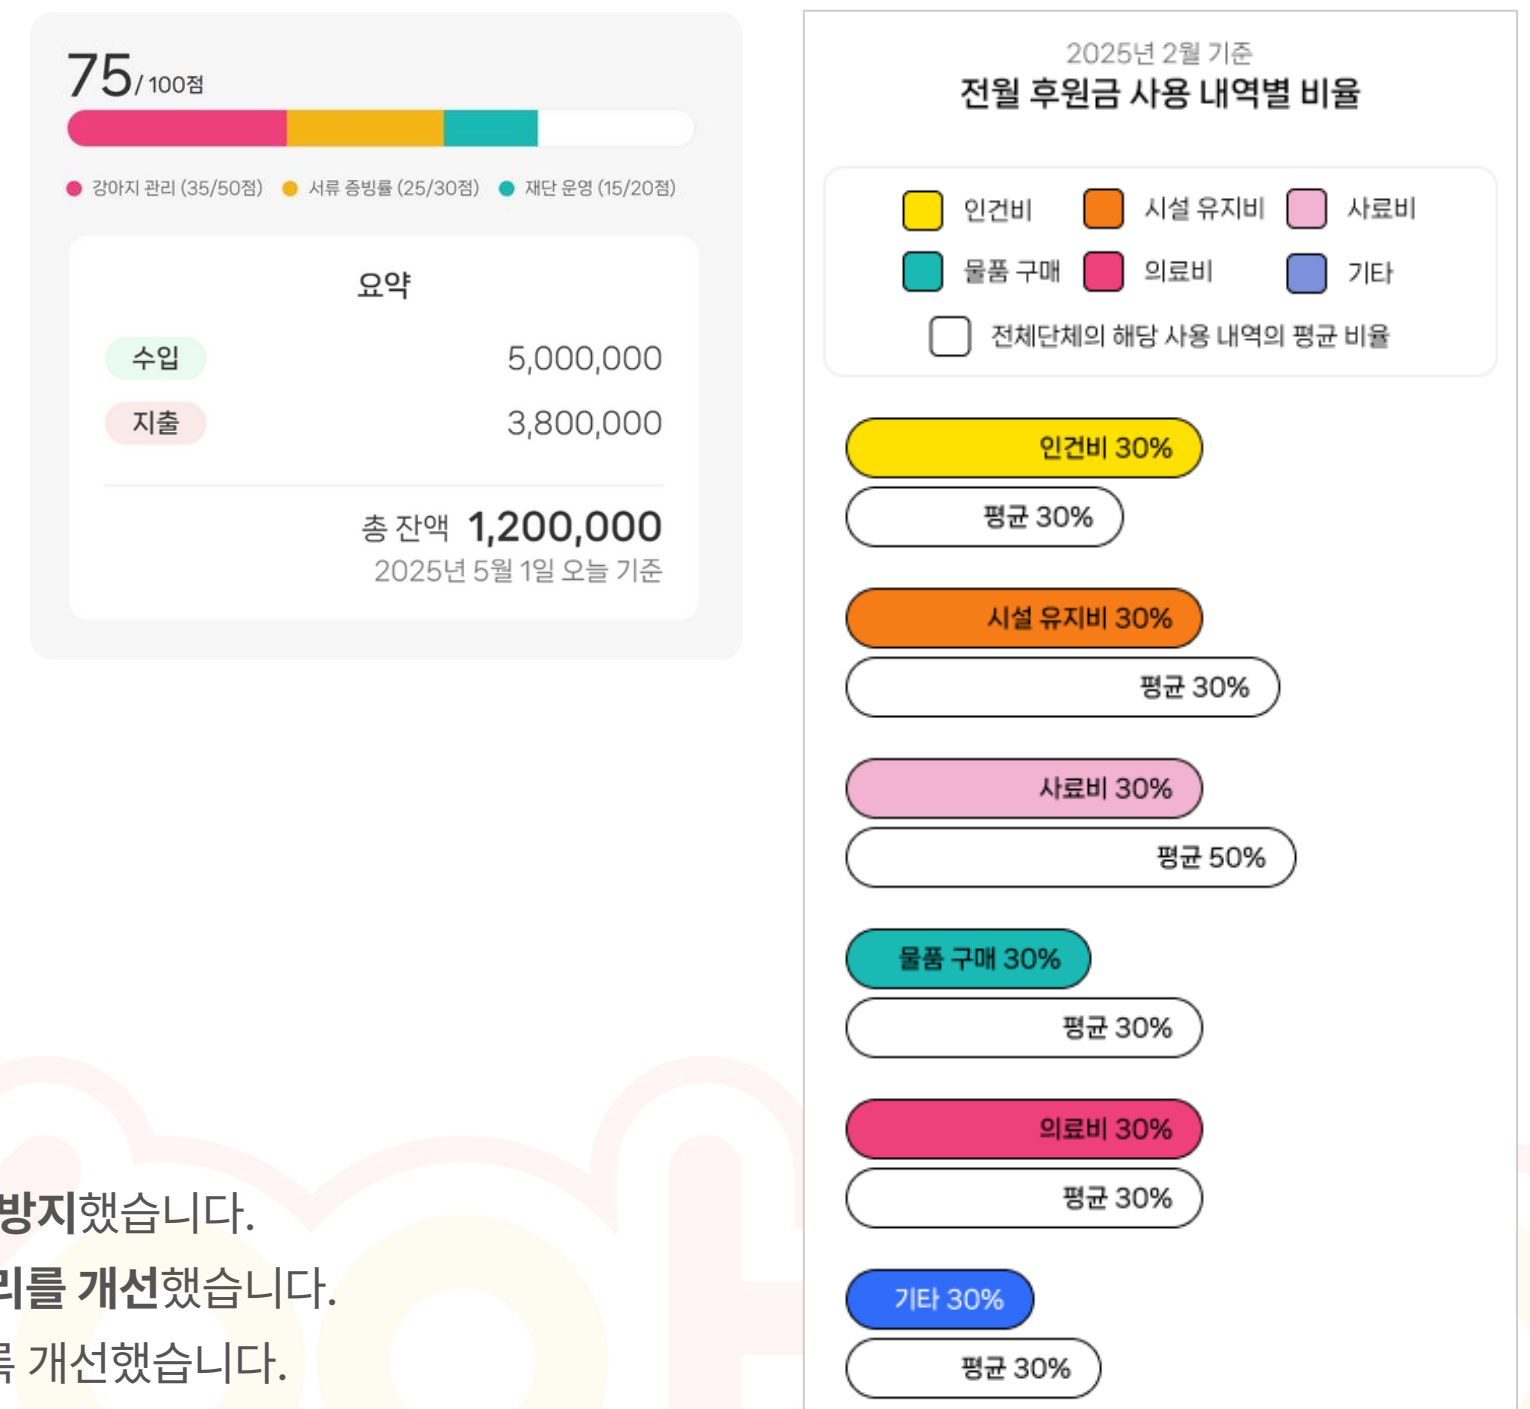 75/ 100점
강아지 관리 (35/50점) 서류 증빙률 (25/30점) 재단 운영 (15/20점)
요약
수입 5,000,000
지출 3,800,000
총 잔액 1,200,000
2025년 5월 1일 오늘 기준
방지했습니다.
리를 개선했습니다.
록 개선했습니다.
2025년 2월 기준
전월 후원금 사용 내역별 비율
인건비 시설 유지비 사료비
물품 구매 의료비 기타
전체단체의 해당 사용 내역의 평균 비율
인건비 30%
평균 30%
시설 유지비 30%
평균 30%
사료비 30%
평균 50%
물품 구매 30%
평균 30%
의료비 30%
평균 30%
기타 30%
평균 30%